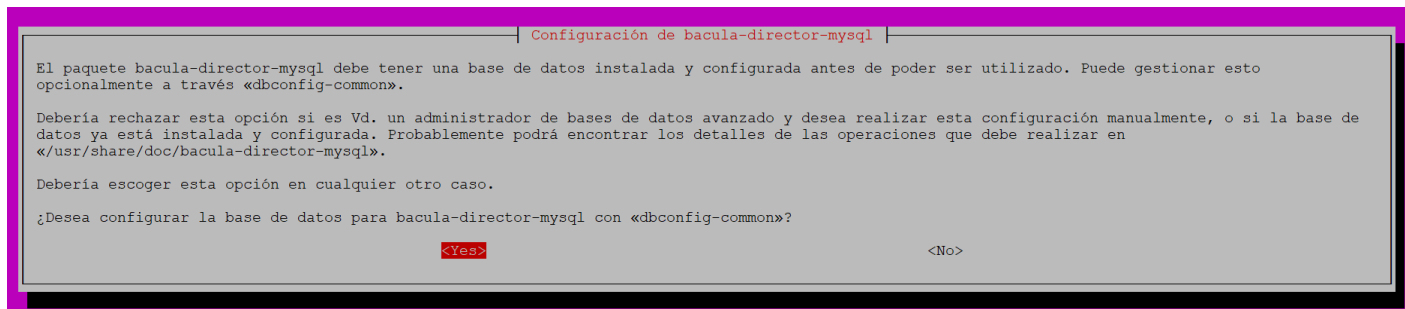 Configuración de bacula-director-mysql
El paquete bacula-director-mysql debe tener una base de datos instalada y configurada antes de poder ser utilizado. Puede gestionar esto
opcionalmente a través «dbconfig-common».
Debería rechazar esta opción si es Vd. un administrador de bases de datos avanzado y desea realizar esta configuración manualmente, o si la base de
datos ya está instalada y configurada. Probablemente podrá encontrar los detalles de las operaciones que debe realizar en
«/usr/share/doc/bacula-director-mysql».
Debería escoger esta opción en cualquier otro caso.
¿Desea configurar la base de datos para bacula-director-mysql con «dbconfig-common»?
<Yes> <No>